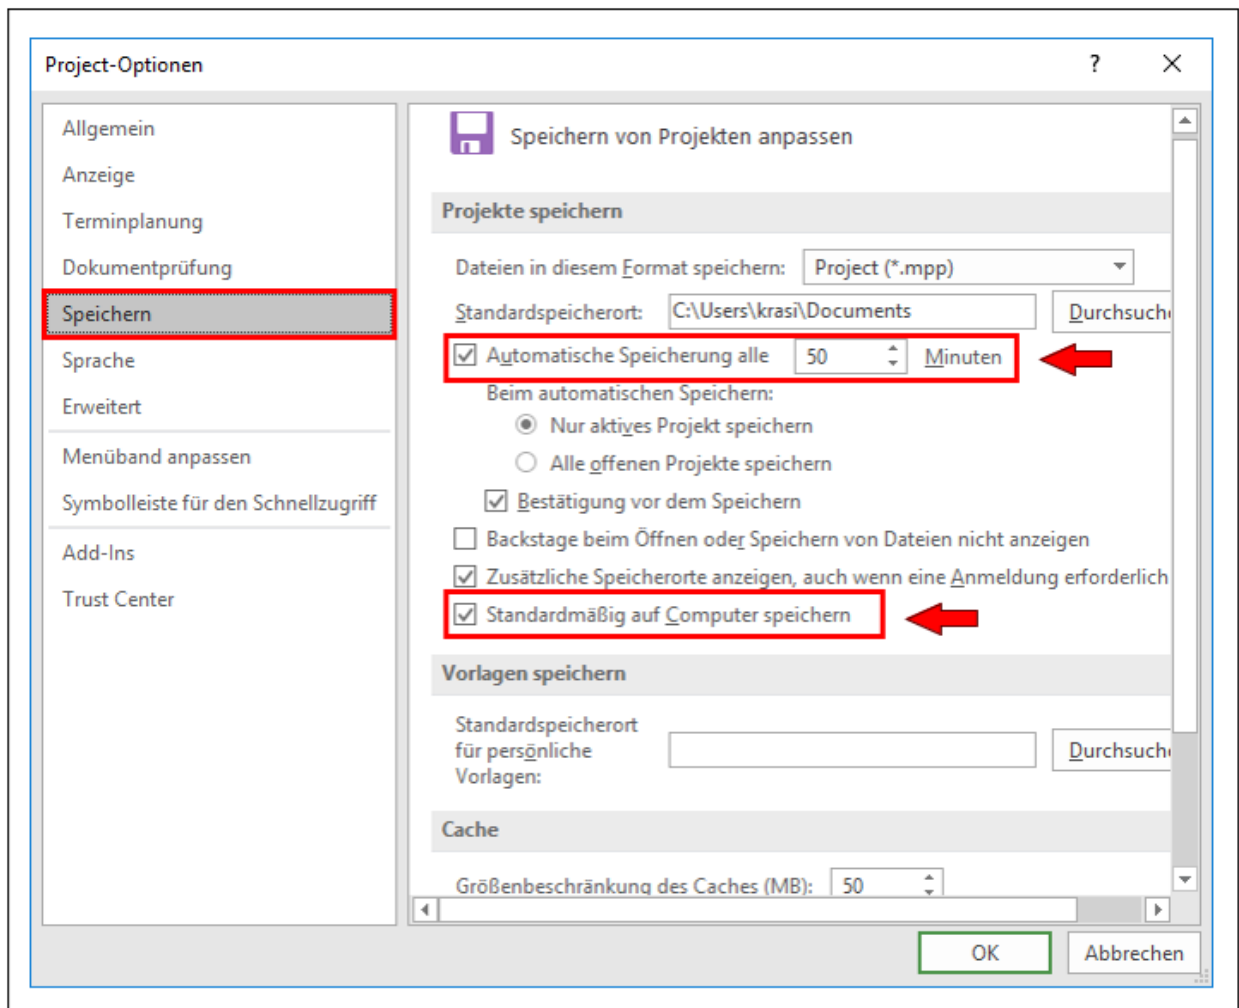 Project-Optionen
?
Allgemein
Anzeige
Terminplanung
Dokumentprüfung
Speichern
Sprache
Erweitert
Menüband anpassen
Symbolleiste für den Schnellzugriff
Add-Ins
Trust Center
Speichern von Projekten anpassen
Projekte speichern
Dateien in diesem Format speichern: Project (*.mpp)
Standardspeicherort: C:\Users\krasi\Documents Durchsuche
Automatische Speicherung alle 50 Minuten
Beim automatischen Speichern:
Nur aktives Projekt speichern
Alle offenen Projekte speichern
Bestätigung vor dem Speichern
Backstage beim Öffnen oder Speichern von Dateien nicht anzeigen
Zusätzliche Speicherorte anzeigen, auch wenn eine Anmeldung erforderlich
Standardmäßig auf Computer speichern
Vorlagen speichern
Standardspeicherort
für persönliche
Vorlagen:
Durchsuche
Cache
Größenbeschränkung des Caches (MB): 50
OK Abbrechen